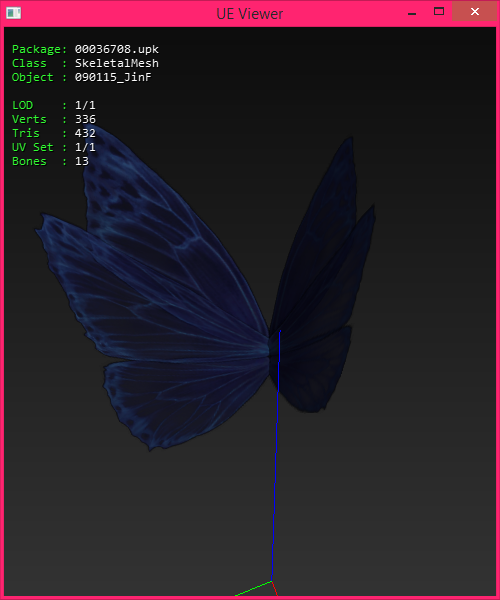 UE Viewer
Package: 00036708.upk
Class  : SkeletalMesh
Object : 090115_JinF
LOD    : 1/1
Verts  : 336
Tris   : 432
UV Set : 1/1
Bones  : 13